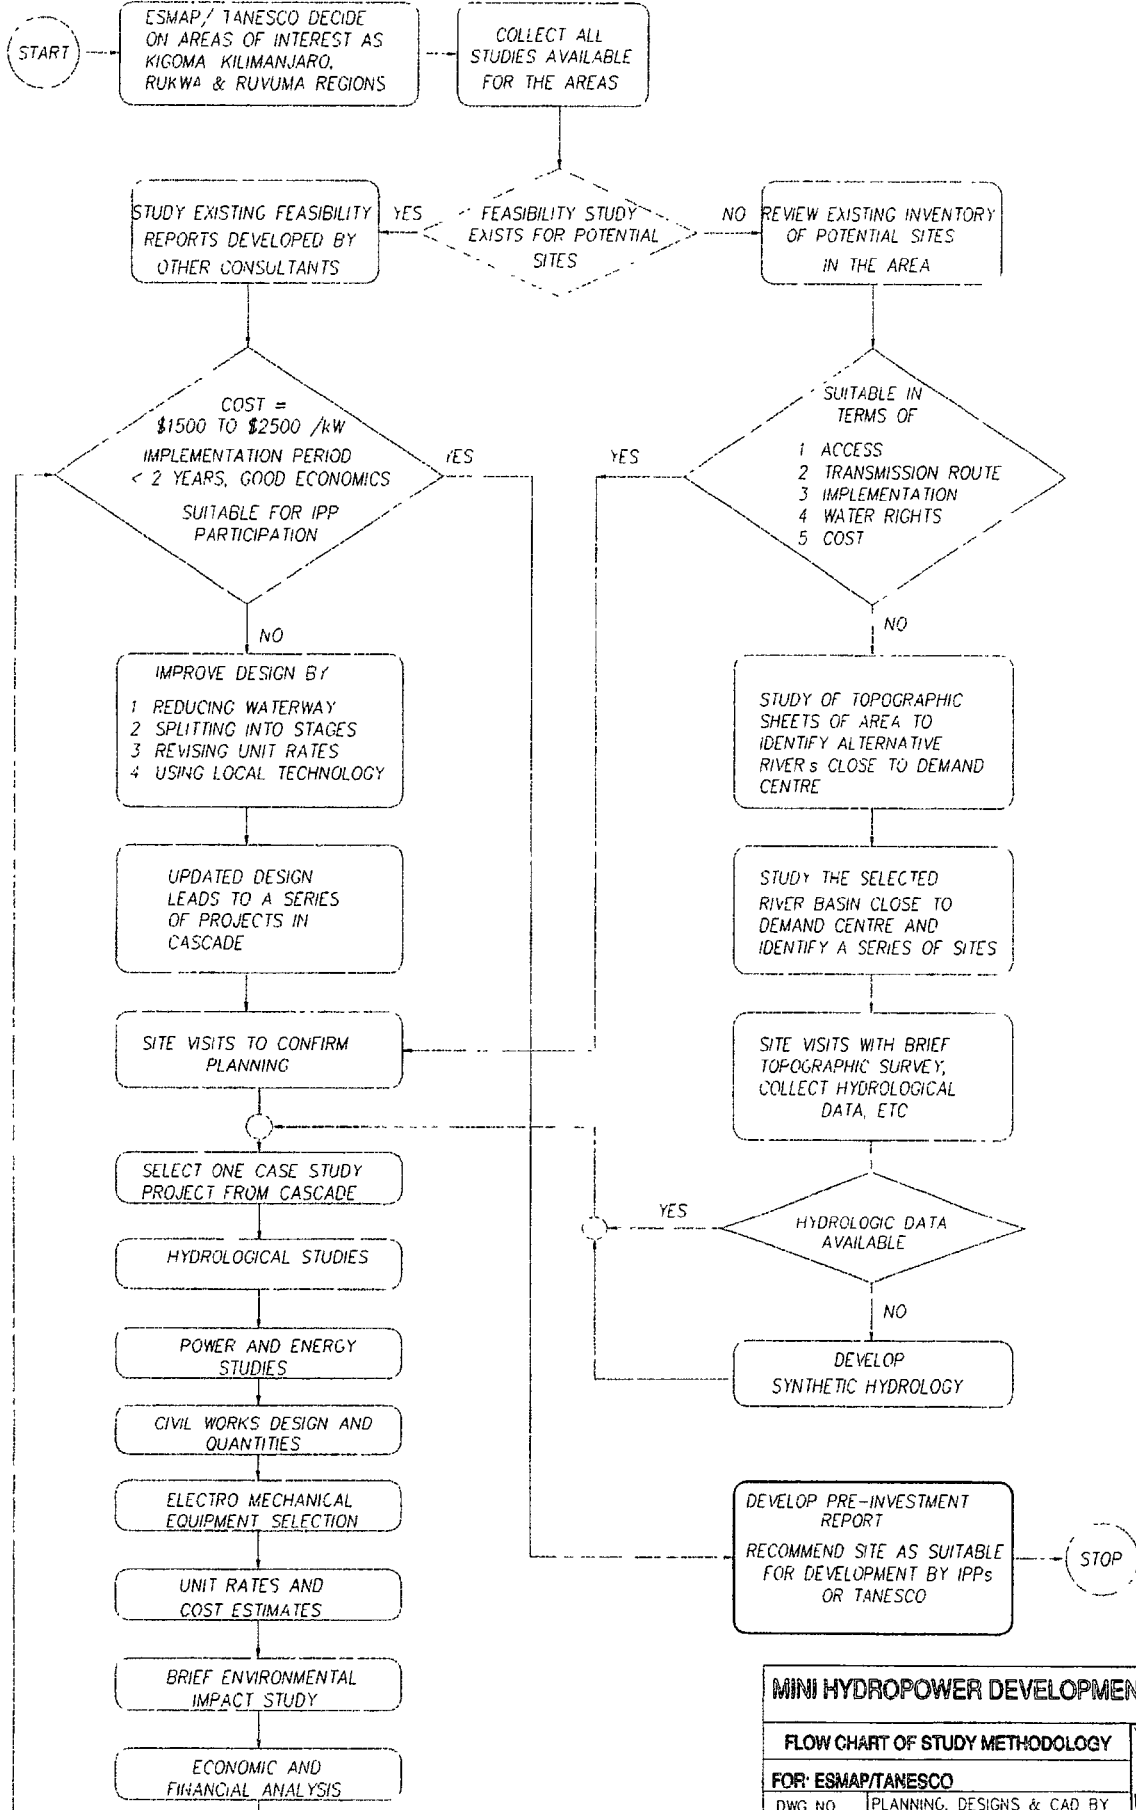 START
ESMAP/ TANESCO DECIDE
ON AREAS OF INTEREST AS
KIGOMA KILIMANJARO,
RUKWA & RUVUMA REGIONS
COLLECT ALL
STUDIES AVAILABLE
FOR THE AREAS
STUDY EXISTING FEASIBILITY
REPORTS DEVELOPED BY
OTHER CONSULTANTS
YES
FEASIBILITY STUDY
EXISTS FOR POTENTIAL
SITES
NO
REVIEW EXISTING INVENTORY
OF POTENTIAL SITES
IN THE AREA
COST =
$1500 TO $2500 /kW
IMPLEMENTATION PERIOD
< 2 YEARS, GOOD ECONOMICS
SUITABLE FOR IPP
PARTICIPATION
YES
YES
SUITABLE IN
TERMS OF
1 ACCESS
2 TRANSMISSION ROUTE
3 IMPLEMENTATION
4 WATER RIGHTS
5 COST
NO
NO
IMPROVE DESIGN BY
1 REDUCING WATERWAY
2 SPLITTING INTO STAGES
3 REVISING UNIT RATES
4 USING LOCAL TECHNOLOGY
STUDY OF TOPOGRAPHIC
SHEETS OF AREA TO
IDENTIFY ALTERNATIVE
RIVERs CLOSE TO DEMAND
CENTRE
UPDATED DESIGN
LEADS TO A SERIES
OF PROJECTS IN
CASCADE
STUDY THE SELECTED
RIVER BASIN CLOSE TO
DEMAND CENTRE AND
IDENTIFY A SERIES OF SITES
SITE VISITS TO CONFIRM
PLANNING
SITE VISITS WITH BRIEF
TOPOGRAPHIC SURVEY,
COLLECT HYDROLOGICAL
DATA, ETC
SELECT ONE CASE STUDY
PROJECT FROM CASCADE
YES
HYDROLOGIC DATA
AVAILABLE
HYDROLOGICAL STUDIES
NO
POWER AND ENERGY
STUDIES
DEVELOP
SYNTHETIC HYDROLOGY
CIVIL WORKS DESIGN AND
QUANTITIES
ELECTRO MECHANICAL
EQUIPMENT SELECTION
DEVELOP PRE-INVESTMENT
REPORT
RECOMMEND SITE AS SUITABLE
FOR DEVELOPMENT BY IPPs
OR TANESCO
STOP
UNIT RATES AND
COST ESTIMATES
BRIEF ENVIRONMENTAL
IMPACT STUDY
ECONOMIC AND
FINANCIAL ANALYSIS
MINI HYDROPOWER DEVELOPMEN
FLOW CHART OF STUDY METHODOLOGY
FOR: ESMAP/TANESCO
DWG NO
PLANNING, DESIGNS & CAD BY